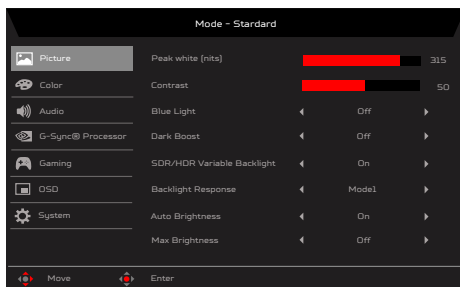 Mode - Stardard
Picture
Peak white (nits) 315
Color
Contrast 50
Audio
Blue Light Off
G-Sync® Processor
Dark Boost Off
Gaming
SDR/HDR Variable Backlight On
OSD
Backlight Response Mode1
System
Auto Brightness On
Max Brightness Off
Move Enter